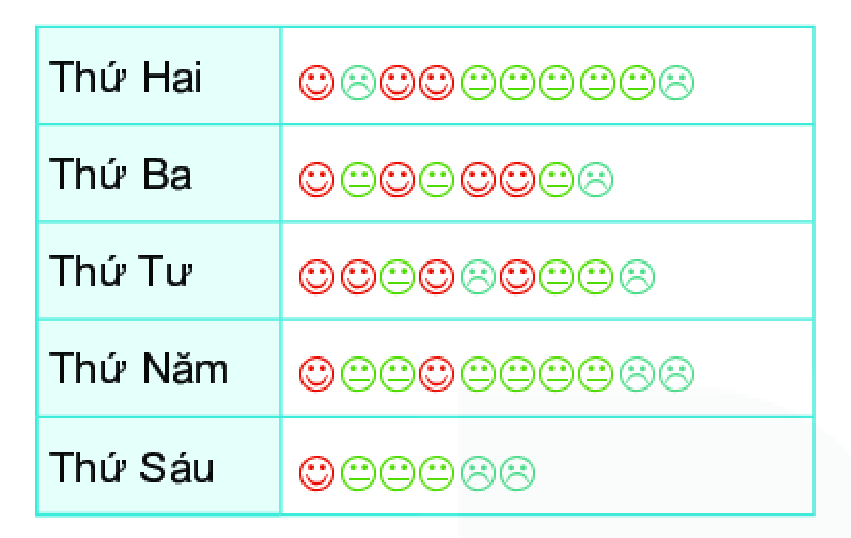 Thứ Hai
Thứ Ba
Thứ Tư
Thứ Năm
Thứ Sáu